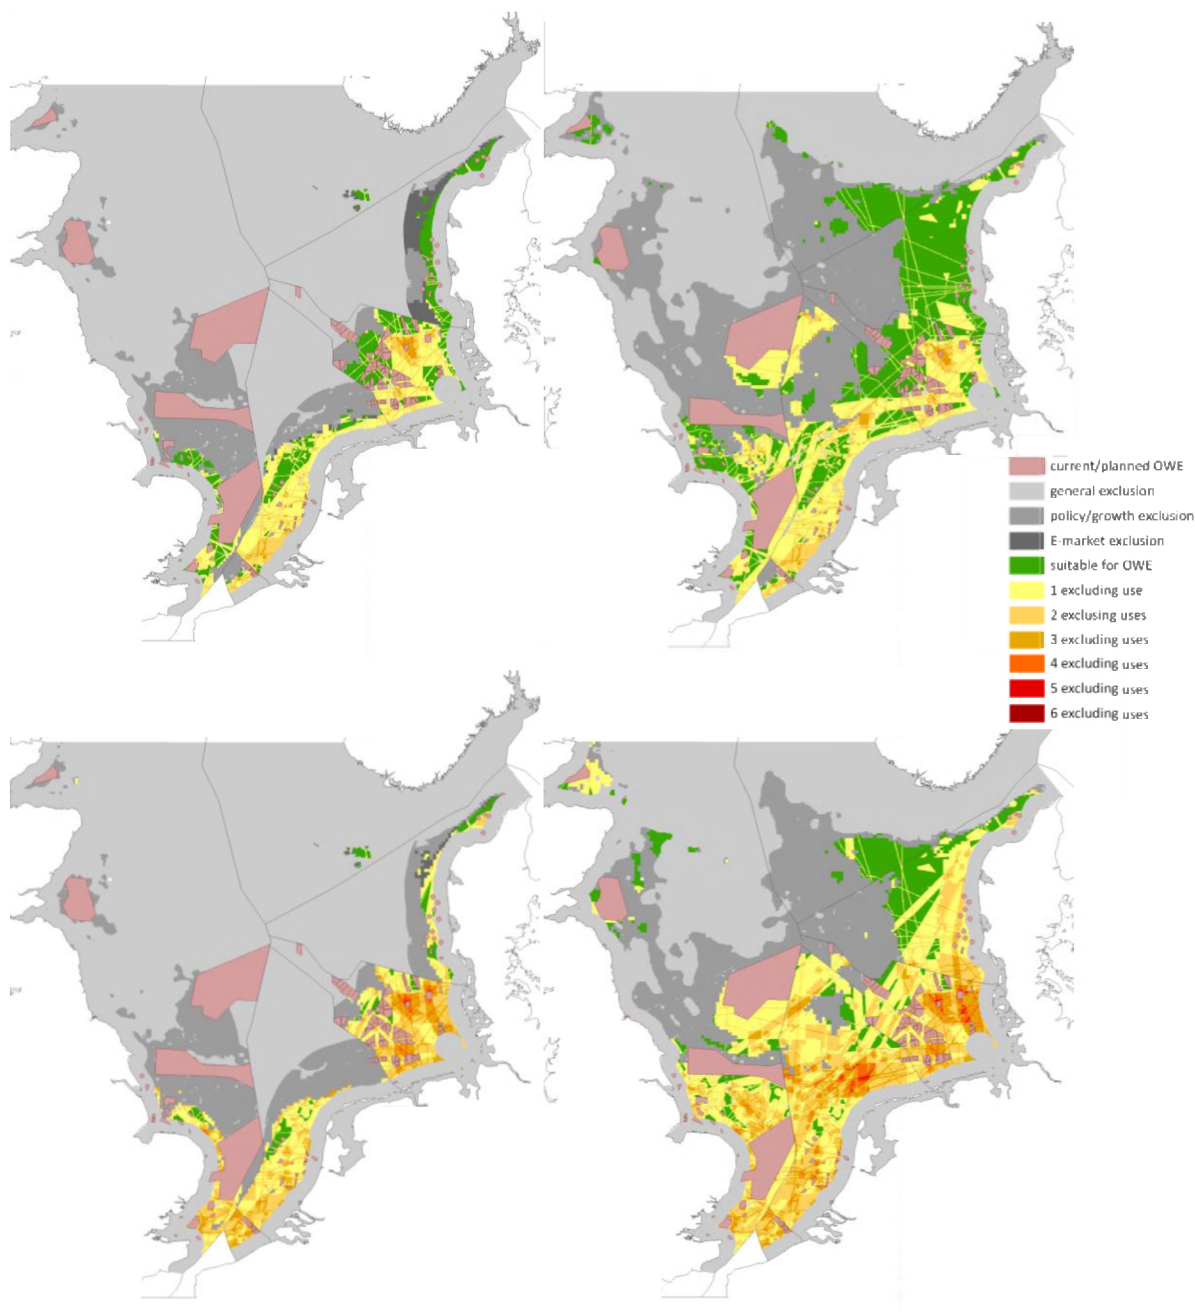 current/planned OWE
general exclusion
policy/growth exclusion
E-market exclusion
suitable for OWE
1 excluding use
2 exclusing uses
3 excluding uses
4 excluding uses
5 excluding uses
6 excluding uses